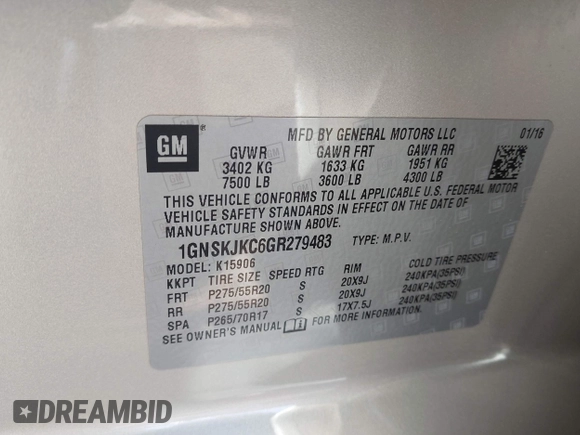 GM ®
MFD BY GENERAL MOTORS LLC 01/16
GVWR GAWR FRT GAWR RR
3402 KG 1633 KG 1951 KG
7500 LB 3600 LB 4300 LB
THIS VEHICLE CONFORMS TO ALL APPLICABLE U.S. FEDERAL MOTOR
VEHICLE SAFETY STANDARDS IN EFFECT ON THE DATE OF
MANUFACTURE SHOWN ABOVE.
1GNSKJKC6GR279483 TYPE: M.P.V.
MODEL: K15906
KKPT TIRE SIZE SPEED RTG RIM COLD TIRE PRESSURE
FRT P275/55R20 S 20X9J 240KPA(35PSI)
RR P275/55R20 S 20X9J 240KPA(35PSI)
SPA P265/70R17 S 17X7.5J 240KPA(35PSI)
SEE OWNER'S MANUAL FOR MORE INFORMATION.
DREAMBID